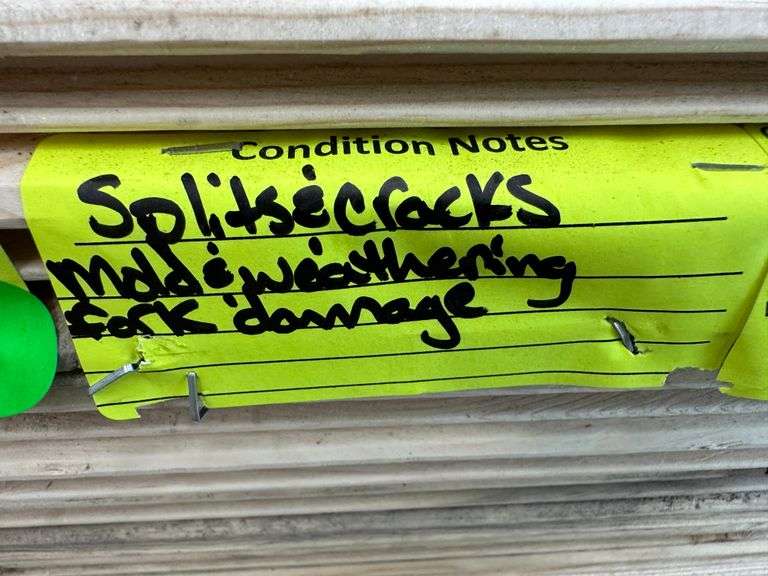 Condition Notes
Splits & cracks
Mold & weathering
fork damage